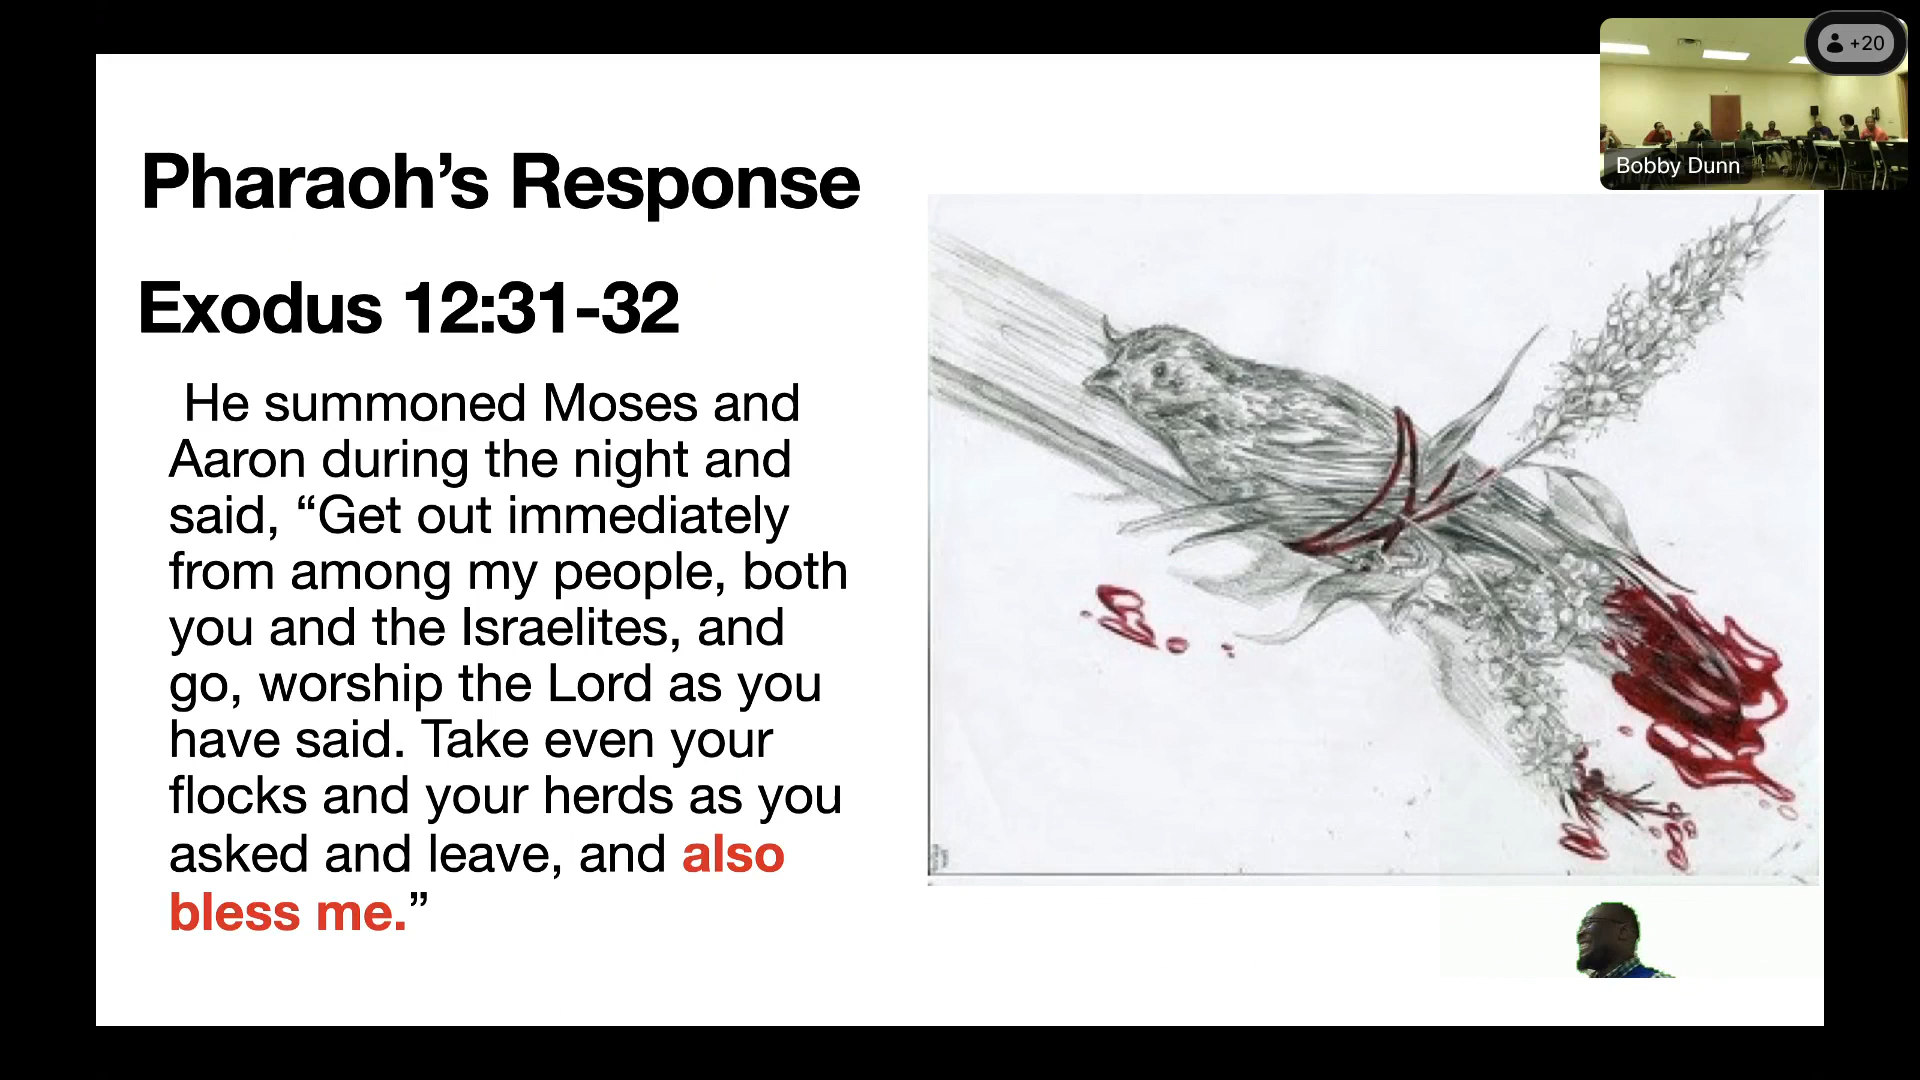 +20
Bobby Dunn
Pharaoh’s Response
Exodus 12:31-32
He summoned Moses and
Aaron during the night and
said, “Get out immediately
from among my people, both
you and the Israelites, and
go, worship the Lord as you
have said. Take even your
flocks and your herds as you
asked and leave, and also
bless me.”